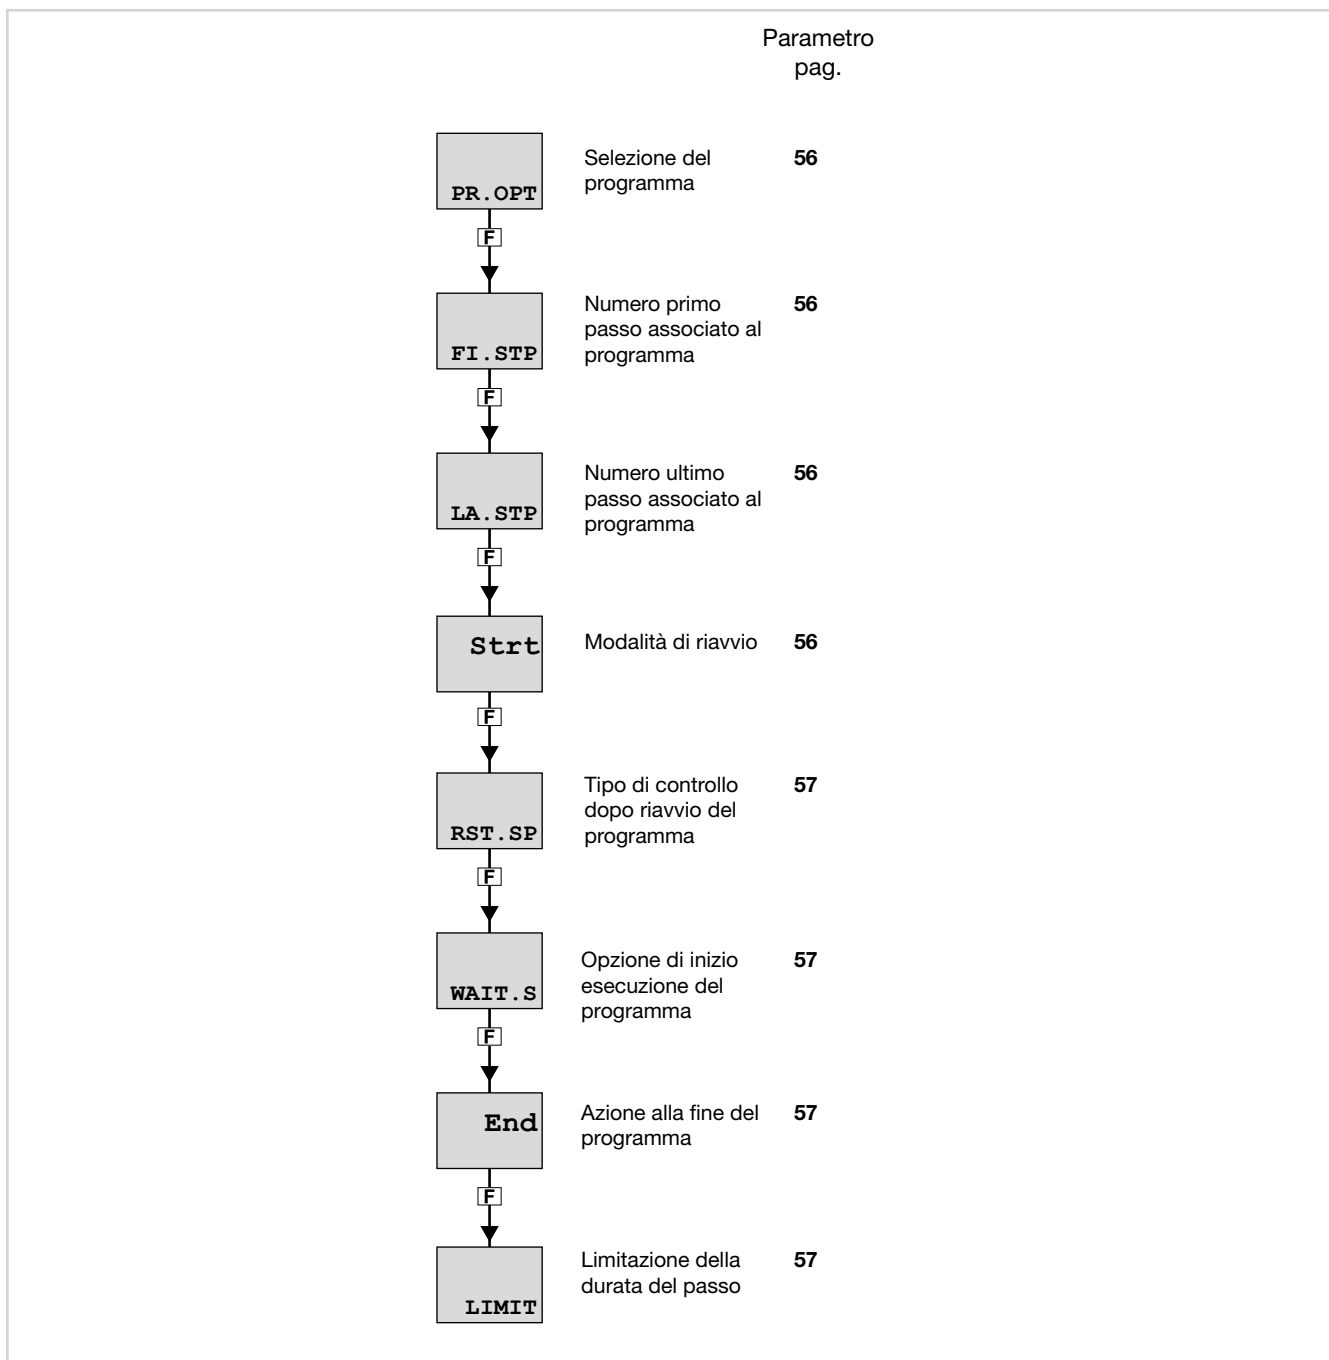 Parametro
pag.
PR.OPT
Selezione del
programma
56
F
FI.STP
Numero primo
passo associato al
programma
56
F
LA.STP
Numero ultimo
passo associato al
programma
56
F
Strt
Modalità di riavvio
56
F
RST.SP
Tipo di controllo
dopo riavvio del
programma
57
F
WAIT.S
Opzione di inizio
esecuzione del
programma
57
F
End
Azione alla fine del
programma
57
F
LIMIT
Limitazione della
durata del passo
57